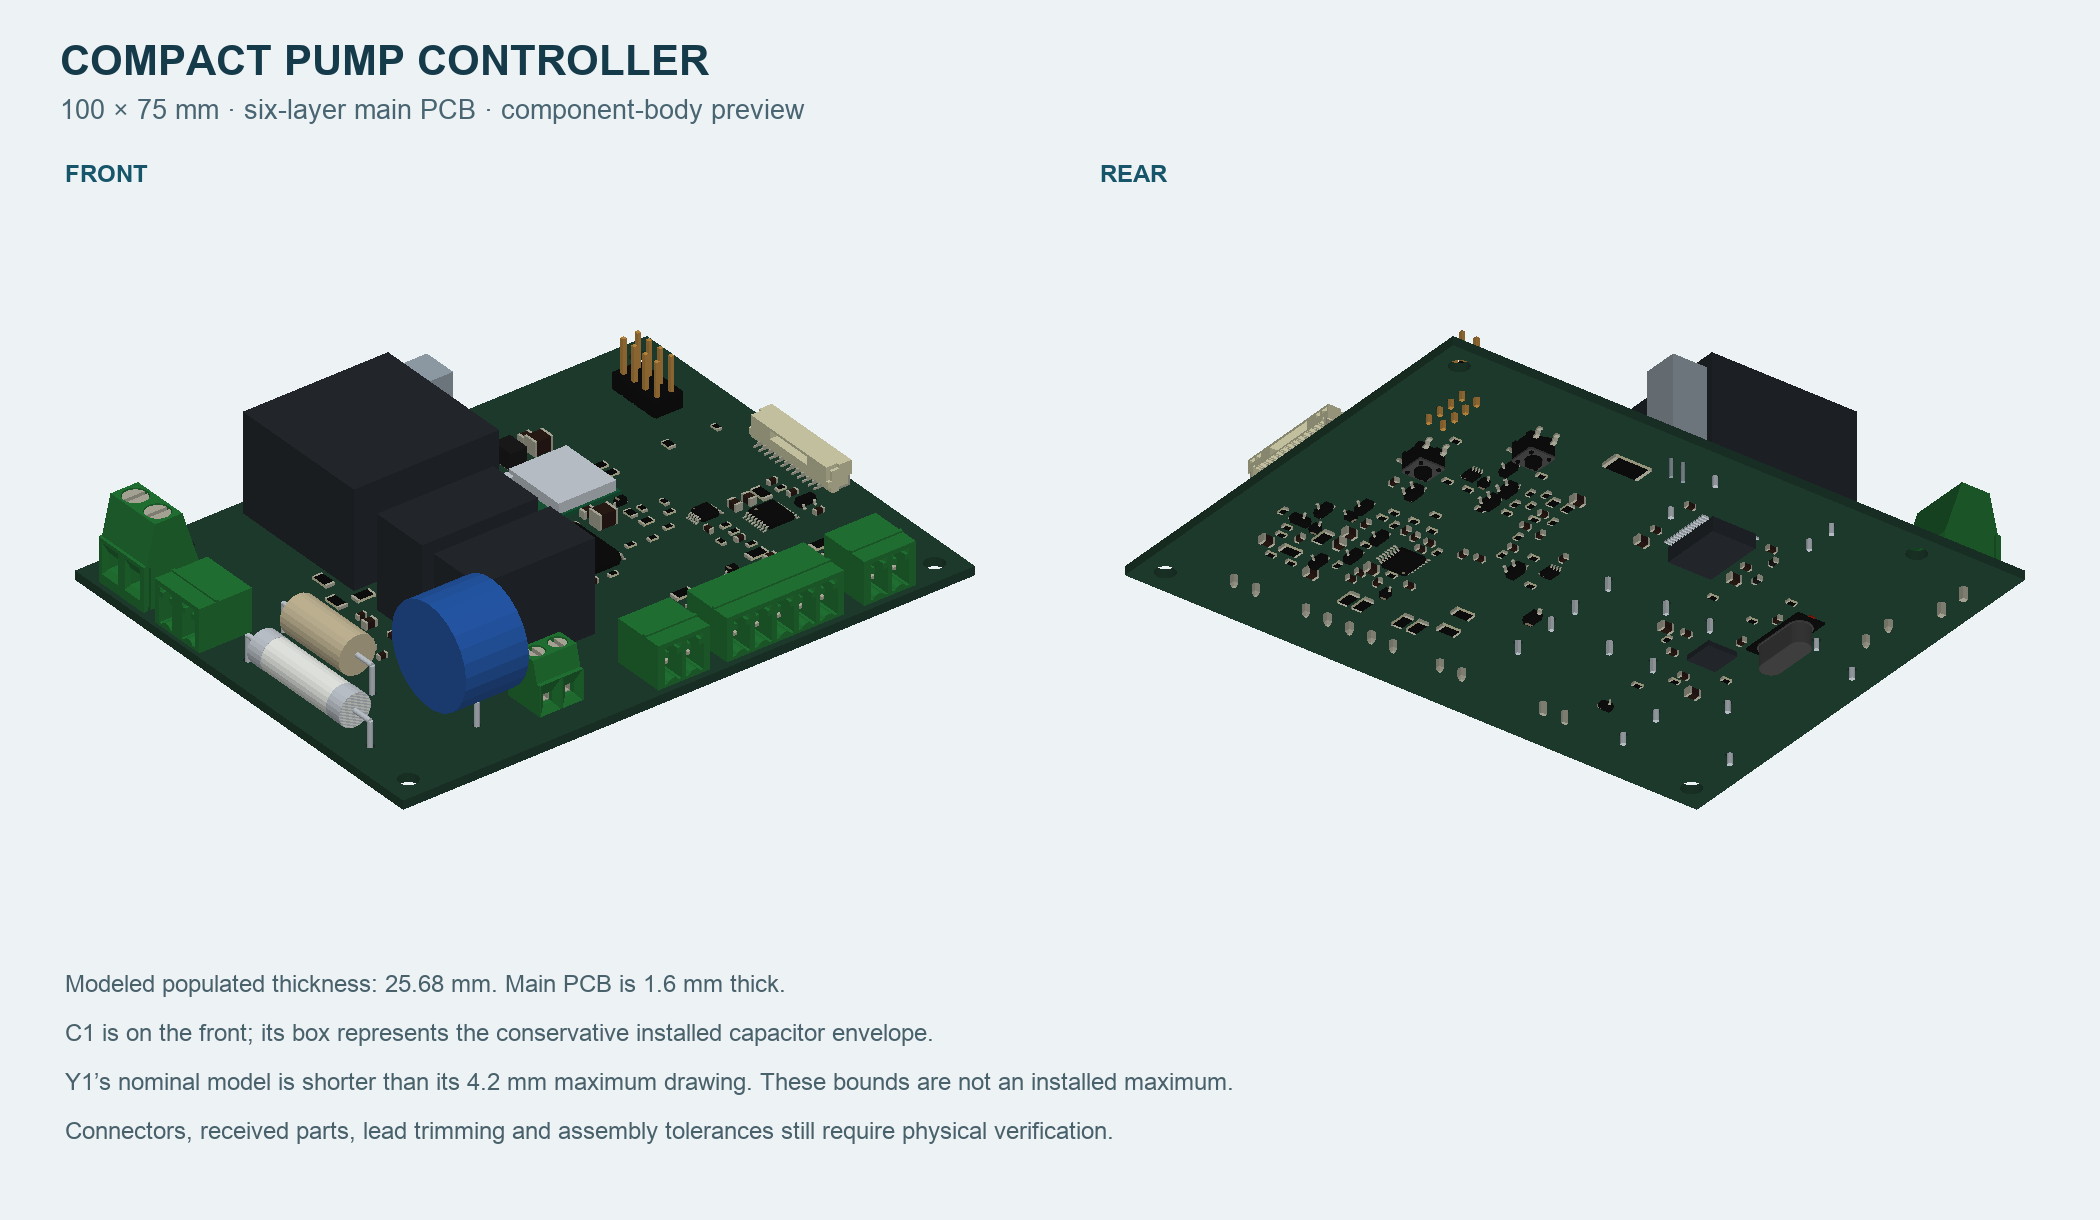 COMPACT PUMP CONTROLLER
100 × 75 mm · six-layer main PCB · component-body preview
FRONT
REAR
Modeled populated thickness: 25.68 mm. Main PCB is 1.6 mm thick.
C1 is on the front; its box represents the conservative installed capacitor envelope.
Y1’s nominal model is shorter than its 4.2 mm maximum drawing. These bounds are not an installed maximum.
Connectors, received parts, lead trimming and assembly tolerances still require physical verification.